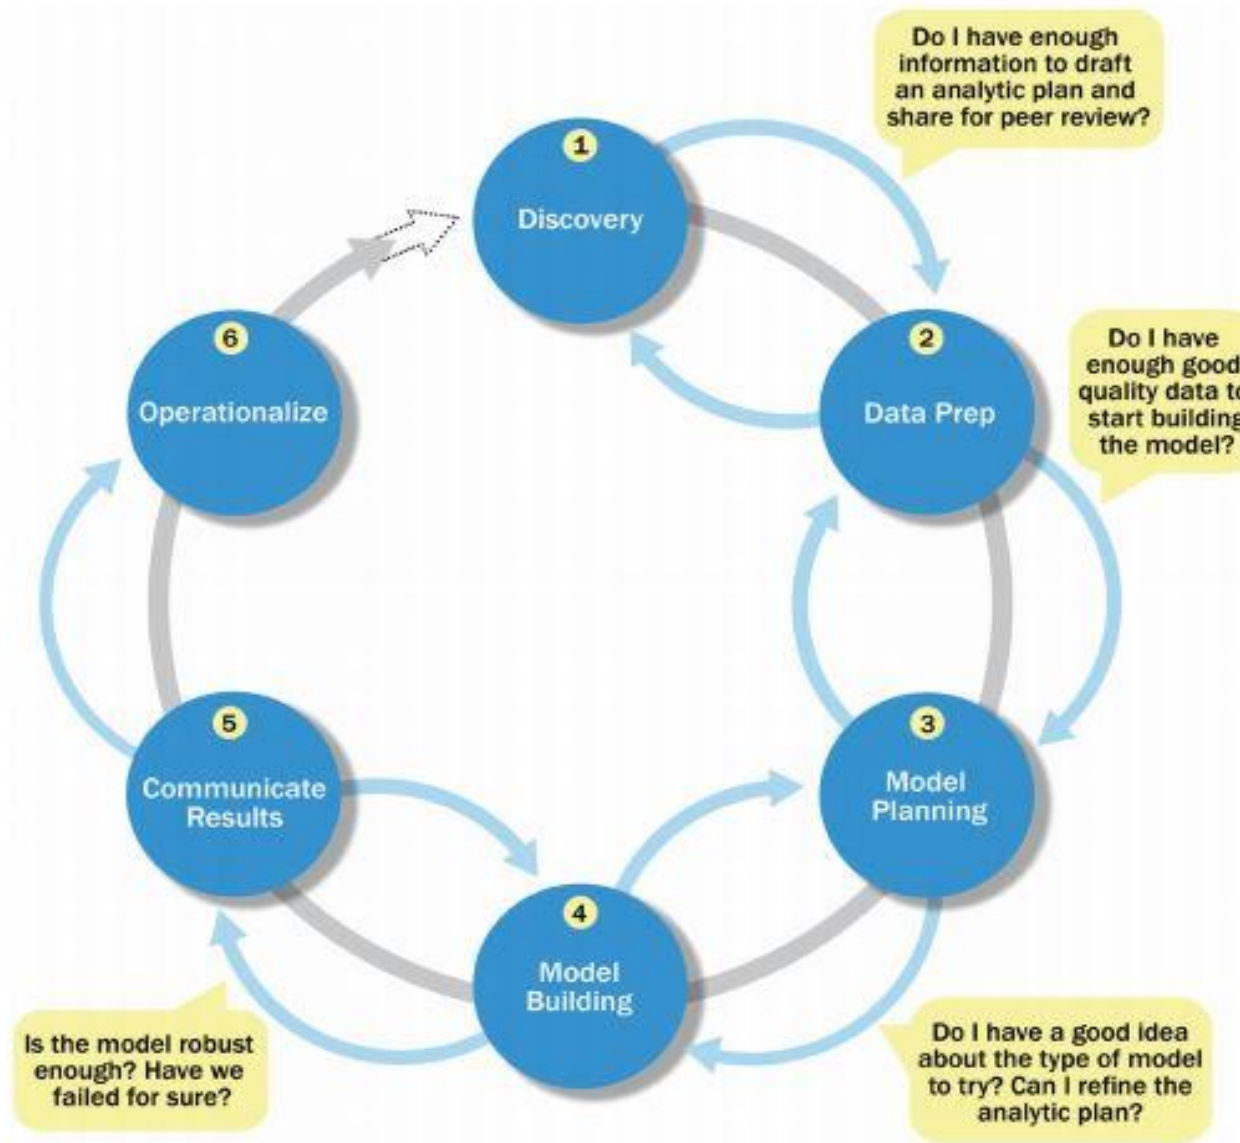 Do I have enough
information to draft
an analytic plan and
share for peer review?
1
Discovery
2
Data Prep
Do I have
enough good
quality data to
start building
the model?
3
Model
Planning
Do I have a good idea
about the type of model
to try? Can I refine the
analytic plan?
4
Model
Building
Is the model robust
enough? Have we
failed for sure?
5
Communicate
Results
6
Operationalize